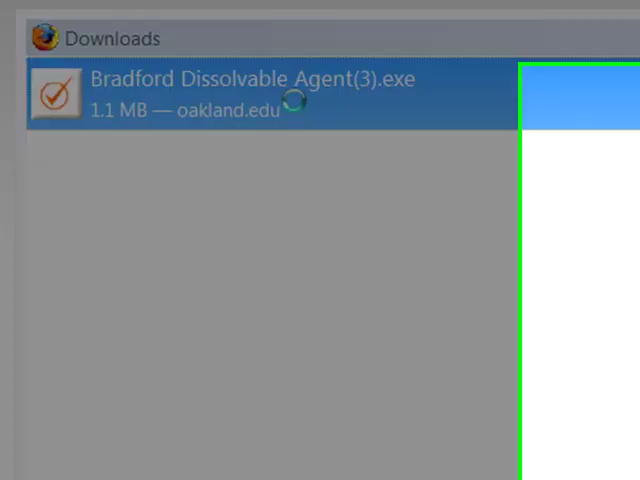 Downloads
Bradford Dissolvable Agent(3).exe
1.1 MB — oakland.edu